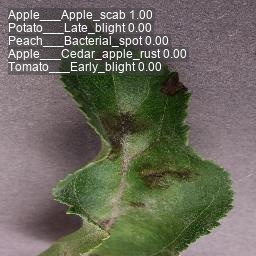 Apple___Apple_scab 1.00
Potato___Late_blight 0.00
Peach___Bacterial_spot 0.00
Apple___Cedar_apple_rust 0.00
Tomato___Early_blight 0.00